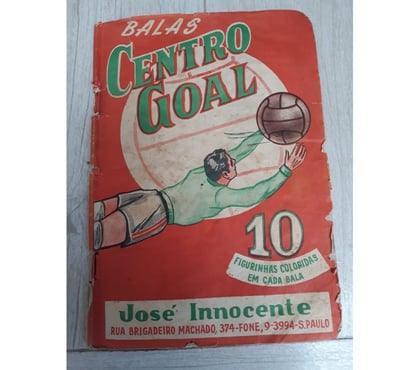 BALAS
CENTRO
GOAL
10
FIGURINHAS COLORIDAS
EM CADA BALA
José Innocente
RUA BRIGADEIRO MACHADO, 374-FONE, 9-3994-S.PAULO